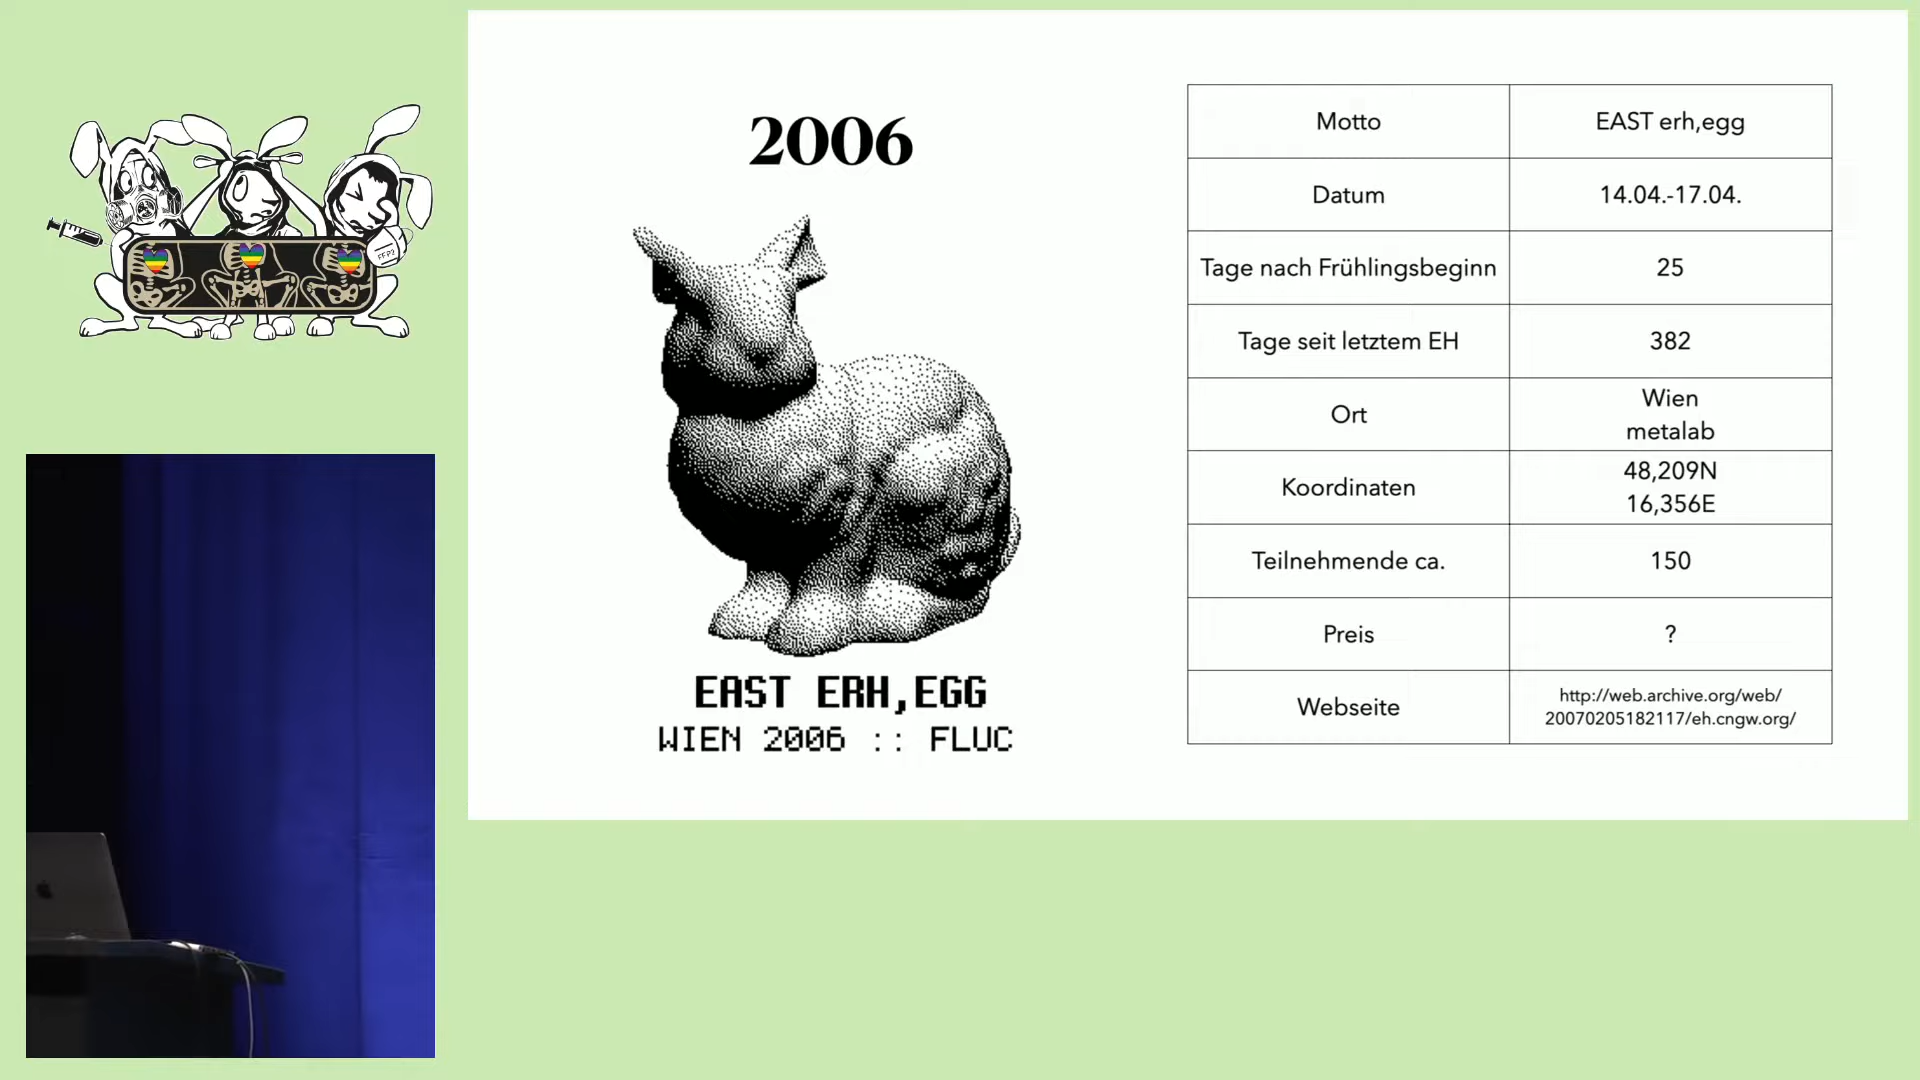 2006
EAST ERH,EGG
WIEN 2006 :: FLUC
Motto EAST erh,egg
Datum 14.04.-17.04.
Tage nach Frühlingsbeginn 25
Tage seit letztem EH 382
Ort Wien
metalab
Koordinaten 48,209N
16,356E
Teilnehmende ca. 150
Preis ?
Webseite http://web.archive.org/web/
20070205182117/eh.cngw.org/
FFP2